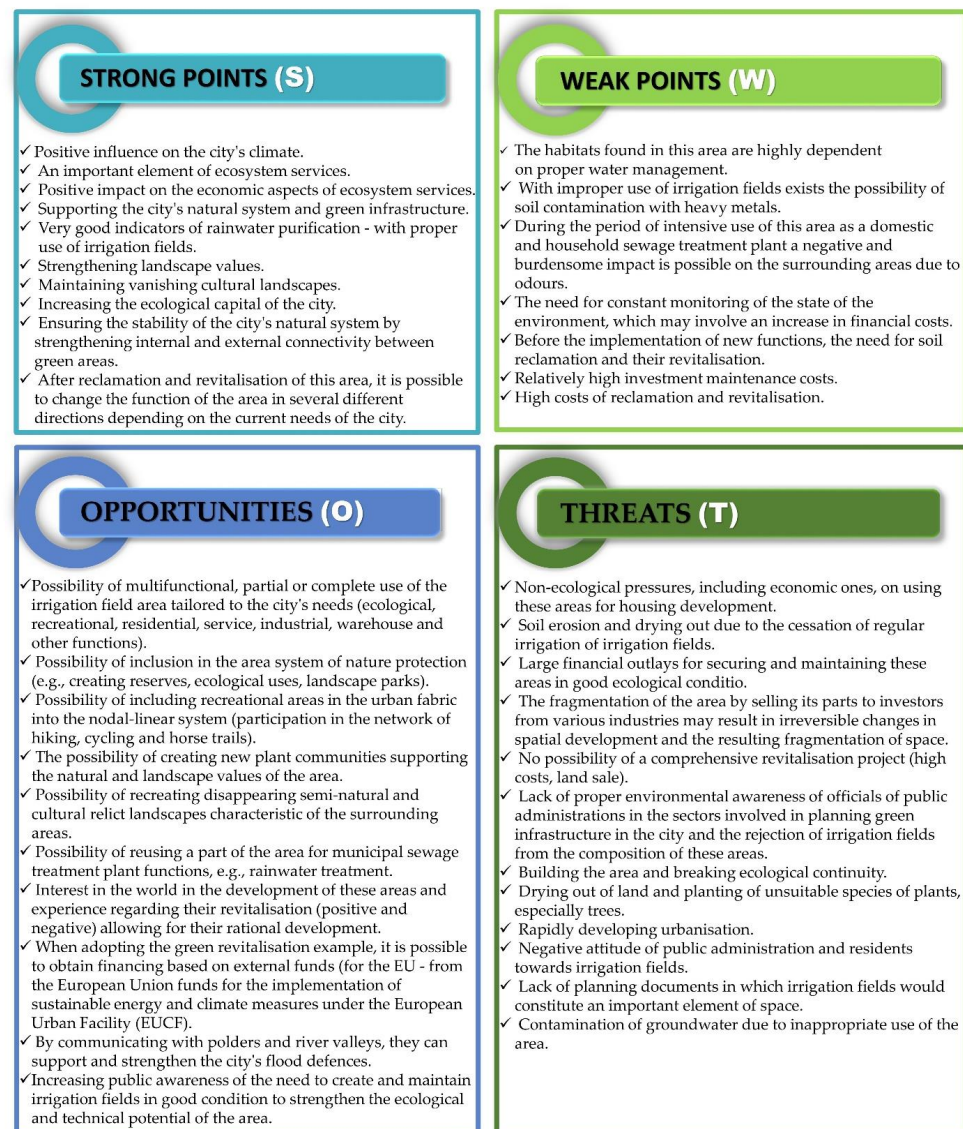 STRONG POINTS (S)
✓ Positive influence on the city's climate.
✓ An important element of ecosystem services.
✓ Positive impact on the economic aspects of ecosystem services.
✓ Supporting the city's natural system and green infrastructure.
✓ Very good indicators of rainwater purification - with proper
use of irrigation fields.
✓ Strengthening landscape values.
✓ Maintaining vanishing cultural landscapes.
✓ Increasing the ecological capital of the city.
✓ Ensuring the stability of the city's natural system by
strengthening internal and external connectivity between
green areas.
✓ After reclamation and revitalisation of this area, it is possible
to change the function of the area in several different
directions depending on the current needs of the city.
WEAK POINTS (W)
✓ The habitats found in this area are highly dependent
on proper water management.
✓ With improper use of irrigation fields exists the possibility of
soil contamination with heavy metals.
✓ During the period of intensive use of this area as a domestic
and household sewage treatment plant a negative and
burdensome impact is possible on the surrounding areas due to
odours.
✓ The need for constant monitoring of the state of the
environment, which may involve an increase in financial costs.
✓ Before the implementation of new functions, the need for soil
reclamation and their revitalisation.
✓ Relatively high investment maintenance costs.
✓ High costs of reclamation and revitalisation.
OPPORTUNITIES (O)
✓ Possibility of multifunctional, partial or complete use of the
irrigation field area tailored to the city's needs (ecological,
recreational, residential, service, industrial, warehouse and
other functions).
✓ Possibility of inclusion in the area system of nature protection
(e.g., creating reserves, ecological uses, landscape parks).
✓ Possibility of including recreational areas in the urban fabric
into the nodal-linear system (participation in the network of
hiking, cycling and horse trails).
✓ The possibility of creating new plant communities supporting
the natural and landscape values of the area.
✓ Possibility of recreating disappearing semi-natural and
cultural relict landscapes characteristic of the surrounding
areas.
✓ Possibility of reusing a part of the area for municipal sewage
treatment plant functions, e.g., rainwater treatment.
✓ Interest in the world in the development of these areas and
experience regarding their revitalisation (positive and
negative) allowing for their rational development.
✓ When adopting the green revitalisation example, it is possible
to obtain financing based on external funds (for the EU - from
the European Union funds for the implementation of
sustainable energy and climate measures under the European
Urban Facility (EUCF).
✓ By communicating with polders and river valleys, they can
support and strengthen the city's flood defences.
✓ Increasing public awareness of the need to create and maintain
irrigation fields in good condition to strengthen the ecological
and technical potential of the area.
THREATS (T)
✓ Non-ecological pressures, including economic ones, on using
these areas for housing development.
✓ Soil erosion and drying out due to the cessation of regular
irrigation of irrigation fields.
✓ Large financial outlays for securing and maintaining these
areas in good ecological conditio.
✓ The fragmentation of the area by selling its parts to investors
from various industries may result in irreversible changes in
spatial development and the resulting fragmentation of space.
✓ No possibility of a comprehensive revitalisation project (high
costs, land sale).
✓ Lack of proper environmental awareness of officials of public
administrations in the sectors involved in planning green
infrastructure in the city and the rejection of irrigation fields
from the composition of these areas.
✓ Building the area and breaking ecological continuity.
✓ Drying out of land and planting of unsuitable species of plants,
especially trees.
✓ Rapidly developing urbanisation.
✓ Negative attitude of public administration and residents
towards irrigation fields.
✓ Lack of planning documents in which irrigation fields would
constitute an important element of space.
✓ Contamination of groundwater due to inappropriate use of the
area.